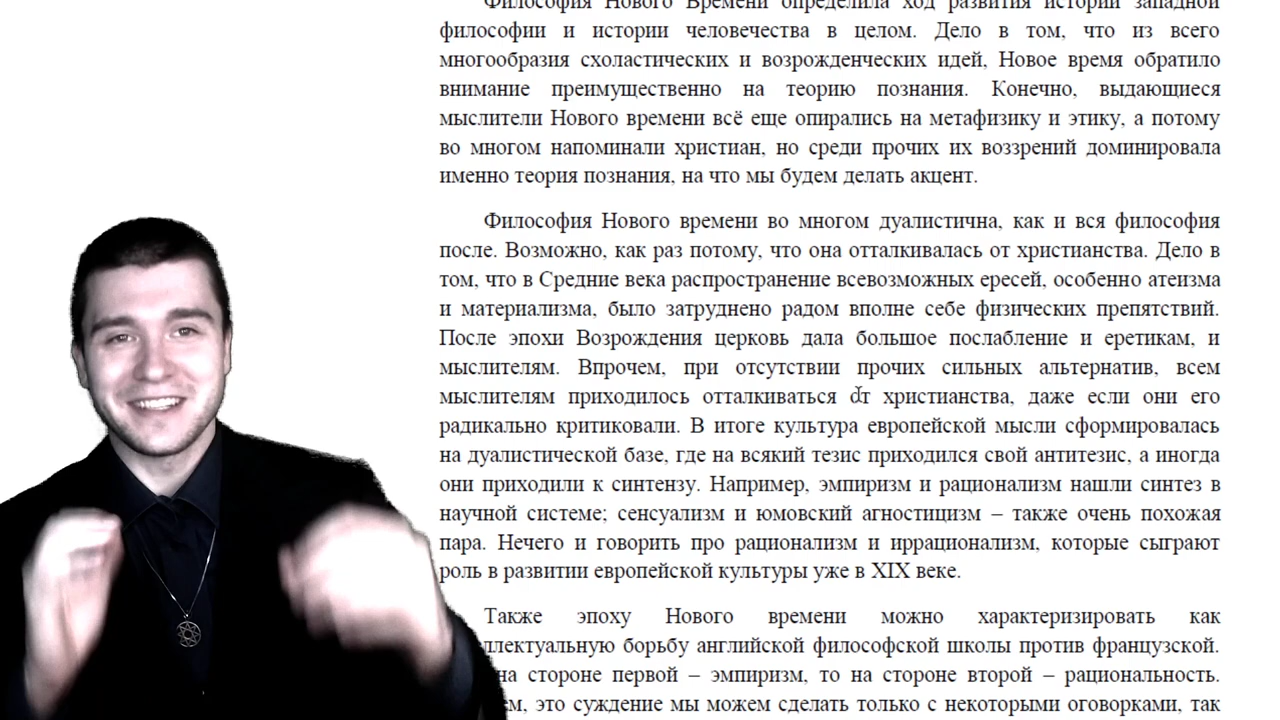 Философия Нового Времени определила ход развития истории западной
философии и истории человечества в целом. Дело в том, что из всего
многообразия схоластических и возрожденческих идей, Новое время обратило
внимание преимущественно на теорию познания. Конечно, выдающиеся
мыслители Нового времени всё еще опирались на метафизику и этику, а потому
во многом напоминали христиан, но среди прочих их воззрений доминировала
именно теория познания, на что мы будем делать акцент.
Философия Нового времени во многом дуалистична, как и вся философия
после. Возможно, как раз потому, что она отталкивалась от христианства. Дело в
том, что в Средние века распространение всевозможных ересей, особенно атеизма
и материализма, было затруднено радом вполне себе физических препятствий.
После эпохи Возрождения церковь дала большое послабление и еретикам, и
мыслителям. Впрочем, при отсутствии прочих сильных альтернатив, всем
мыслителям приходилось отталкиваться от христианства, даже если они его
радикально критиковали. В итоге культура европейской мысли сформировалась
на дуалистической базе, где на всякий тезис приходился свой антитезис, а иногда
они приходили к синтензу. Например, эмпиризм и рационализм нашли синтез в
научной системе; сенсуализм и юмовский агностицизм – также очень похожая
пара. Нечего и говорить про рационализм и иррационализм, которые сыграют
роль в развитии европейской культуры уже в XIX веке.
Также эпоху Нового времени можно характеризировать как
ллектуальную борьбу английской философской школы против французской.
на стороне первой – эмпиризм, то на стороне второй – рациональность.
ем, это суждение мы можем сделать только с некоторыми оговорками, так